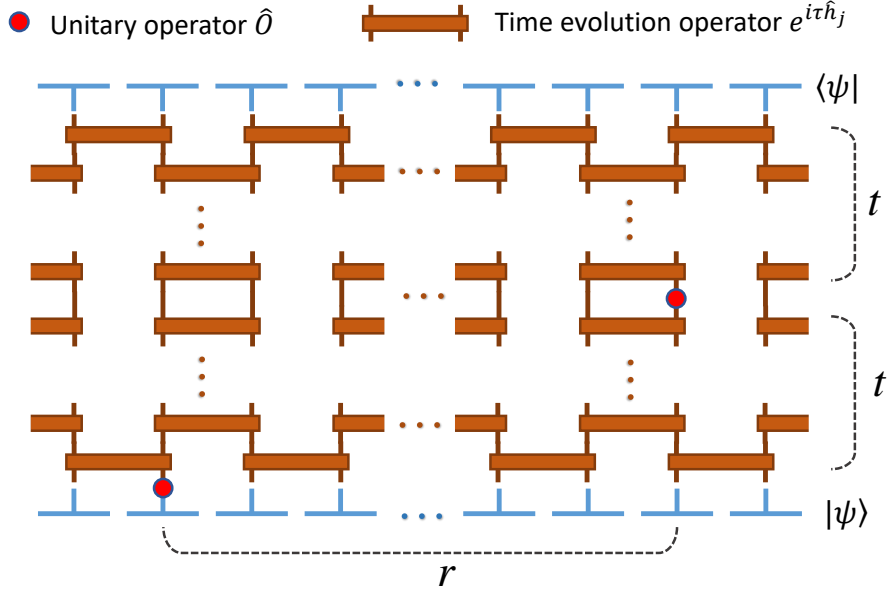 Unitary operator Ô
Time evolution operator e^{iτĥ_j}
⟨ψ|
t
t
|ψ⟩
r